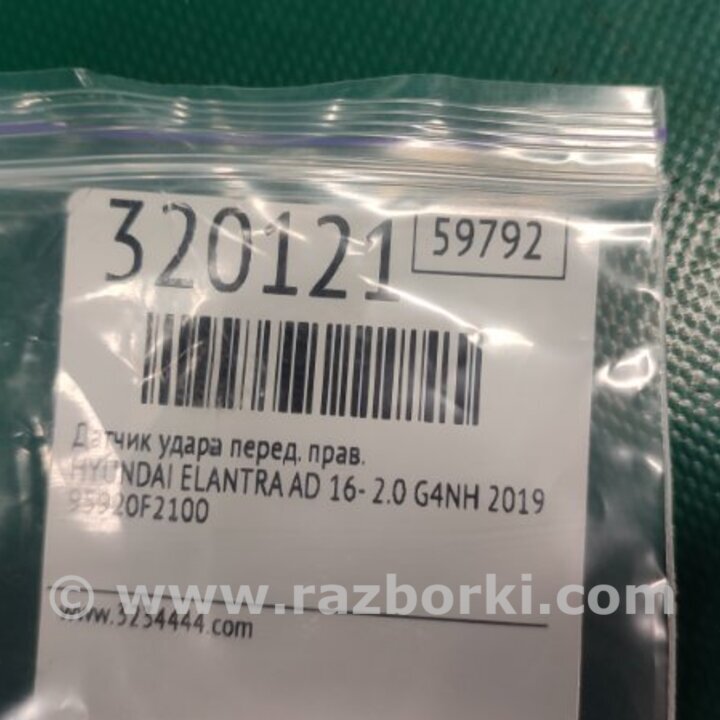 320121 59792
Датчик удара перед. прав.
HYUNDAI ELANTRA AD 16- 2.0 G4NH 2019
95920F2100
© www.razborki.com
www.3254444.com